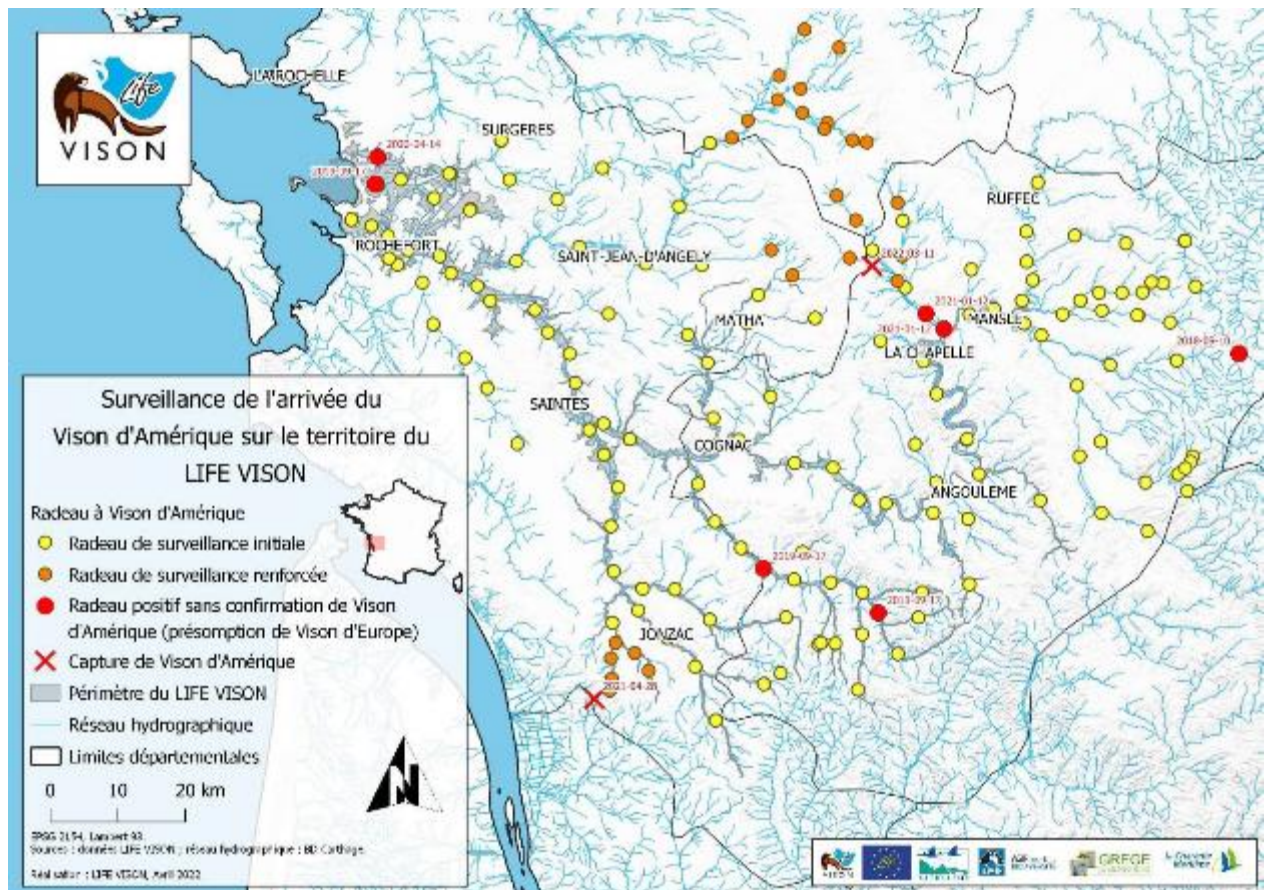 Life
VISON
LA ROCHELLE
SURGERES
2022-04-14
RUFFEC
ROCHEFORT
SAINT-JEAN-D'ANGELY
2022-03-11
2021-01-12
MATHA
MANSLE
LA CHAPELLE
SAINTES
COGNAC
ANGOULEME
2019-09-17
JONZAC
2021-04-28
Surveillance de l'arrivée du
Vison d'Amérique sur le territoire du
LIFE VISON
Radeau à Vison d'Amérique
Radeau de surveillance initiale
Radeau de surveillance renforcée
Radeau positif sans confirmation de Vison
d'Amérique (présomption de Vison d'Europe)
Capture de Vison d'Amérique
Périmètre du LIFE VISON
Réseau hydrographique
Limites départementales
0 10 20 km
EPSG 2154, Lambert 93.
Sources : données LIFE VISON ; réseau hydrographique : BD Carthage.
Réalisation : LIFE VISON, Avril 2022
VISON
GREGE